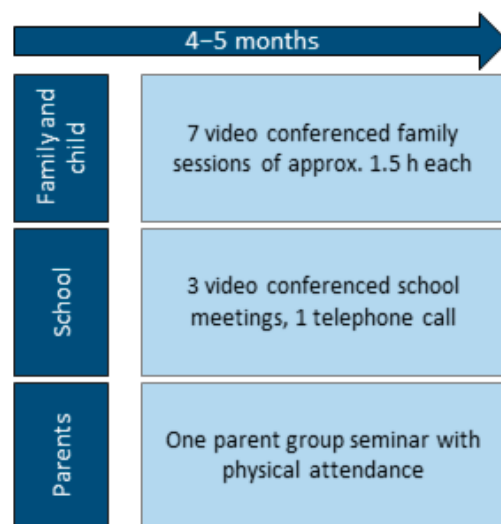 4–5 months
Family and
child
7 video conferenced family
sessions of approx. 1.5 h each
School
3 video conferenced school
meetings, 1 telephone call
Parents
One parent group seminar with
physical attendance